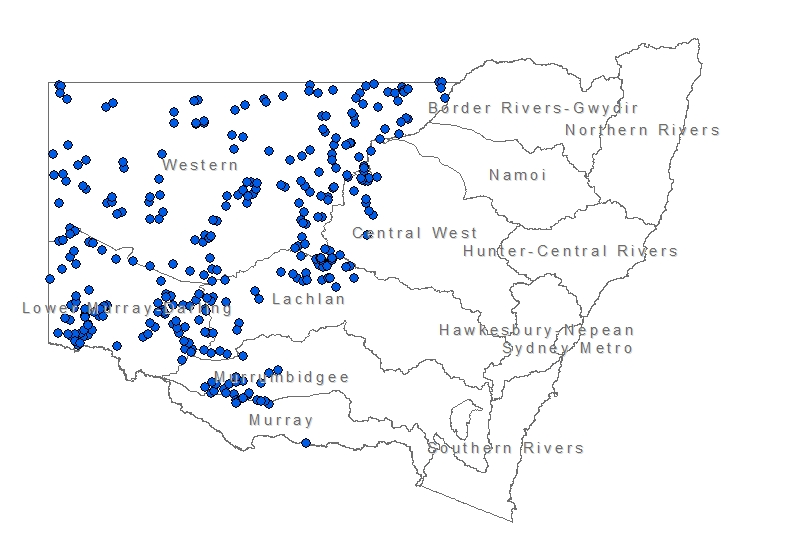 Border Rivers-Gwydir
Northern Rivers
Western
Namoi
Central West
Hunter-Central Rivers
Lachlan
Lower Murray Darling
Hawkesbury-Nepean
Sydney Metro
Murrumbidgee
Murray
Southern Rivers